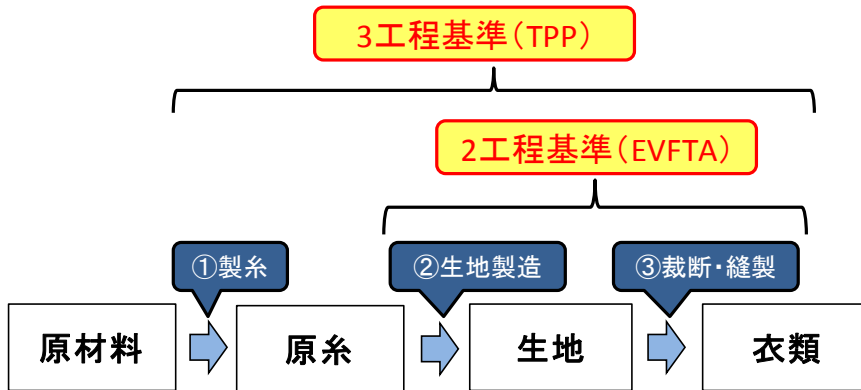 3工程基準(TPP)
2工程基準(EVFTA)
①製糸
②生地製造
③裁断・縫製
原材料
原糸
生地
衣類